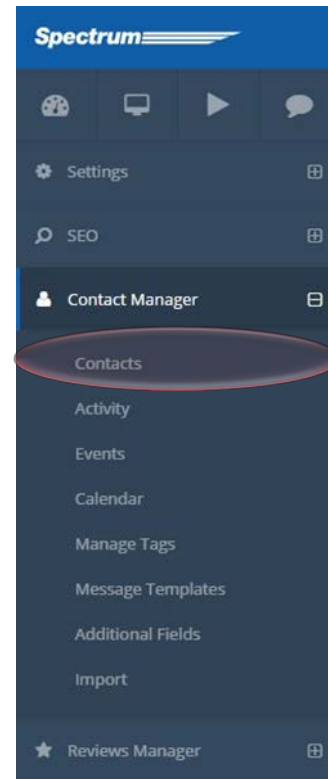 Spectrum
Settings
SEO
Contact Manager
Contacts
Activity
Events
Calendar
Manage Tags
Message Templates
Additional Fields
Import
Reviews Manager